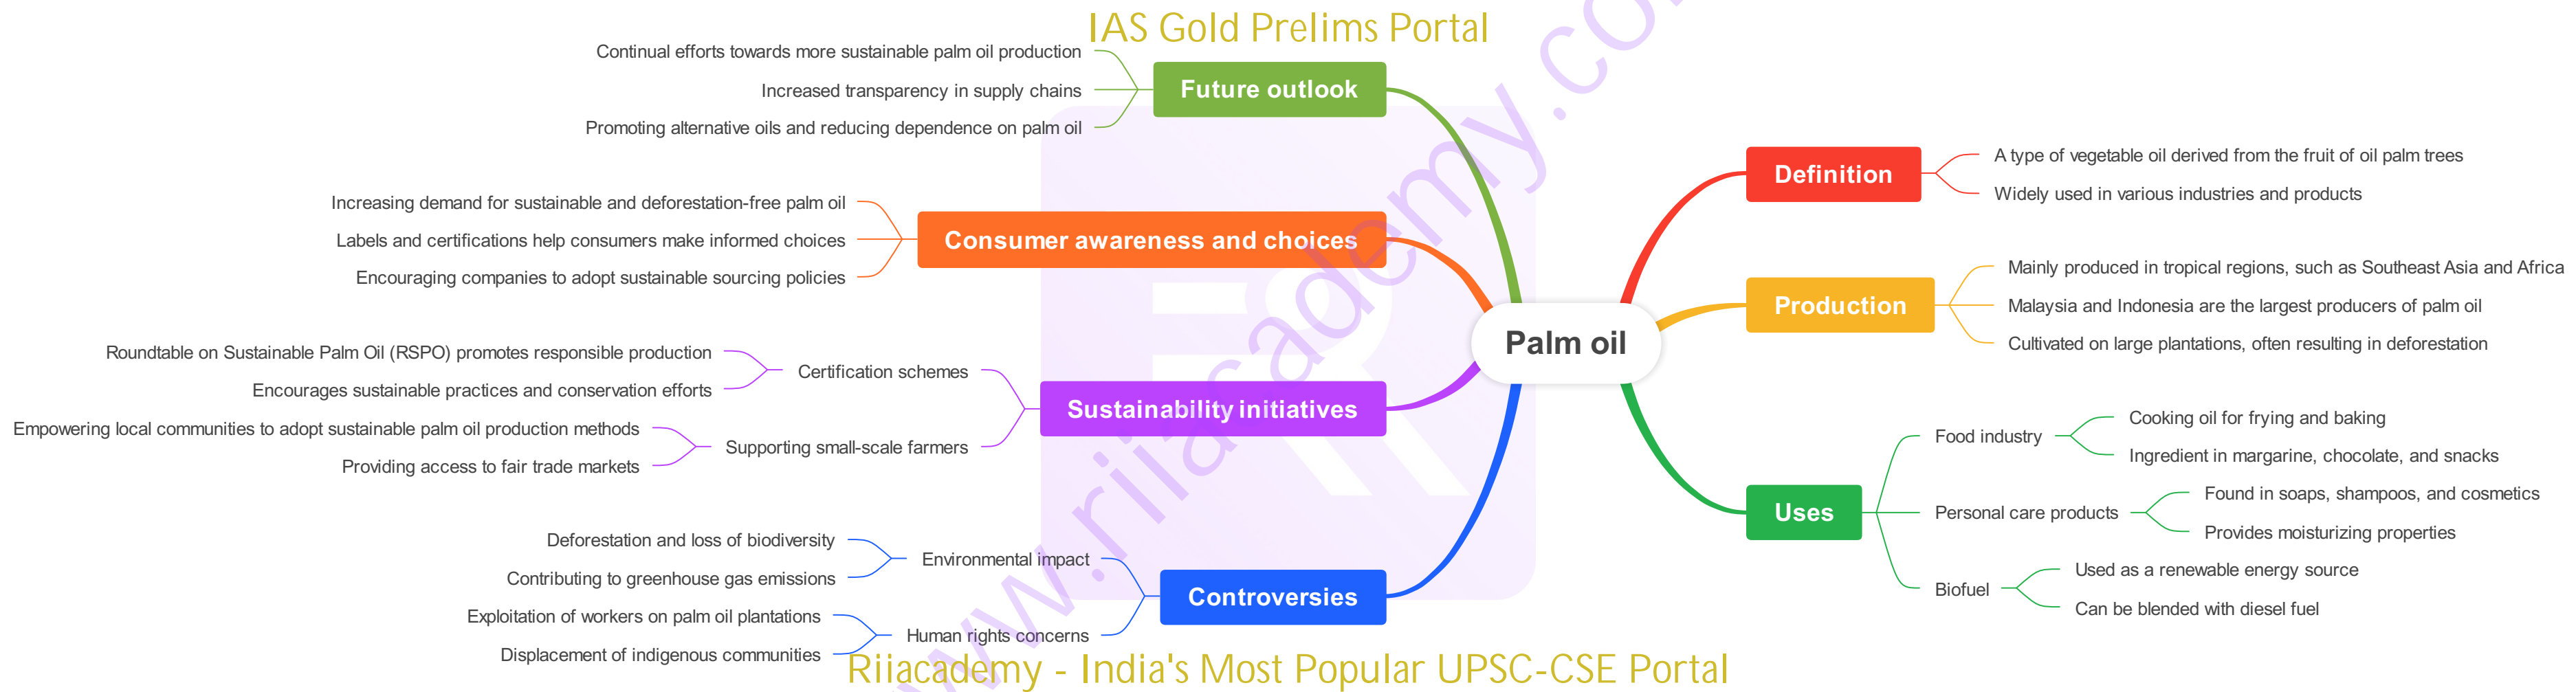 IAS Gold Prelims Portal
Palm oil
Definition
A type of vegetable oil derived from the fruit of oil palm trees
Widely used in various industries and products
Production
Mainly produced in tropical regions, such as Southeast Asia and Africa
Malaysia and Indonesia are the largest producers of palm oil
Cultivated on large plantations, often resulting in deforestation
Uses
Food industry
Cooking oil for frying and baking
Ingredient in margarine, chocolate, and snacks
Personal care products
Found in soaps, shampoos, and cosmetics
Provides moisturizing properties
Biofuel
Used as a renewable energy source
Can be blended with diesel fuel
Future outlook
Continual efforts towards more sustainable palm oil production
Increased transparency in supply chains
Promoting alternative oils and reducing dependence on palm oil
Consumer awareness and choices
Increasing demand for sustainable and deforestation-free palm oil
Labels and certifications help consumers make informed choices
Encouraging companies to adopt sustainable sourcing policies
Sustainability initiatives
Certification schemes
Roundtable on Sustainable Palm Oil (RSPO) promotes responsible production
Encourages sustainable practices and conservation efforts
Supporting small-scale farmers
Empowering local communities to adopt sustainable palm oil production methods
Providing access to fair trade markets
Controversies
Environmental impact
Deforestation and loss of biodiversity
Contributing to greenhouse gas emissions
Human rights concerns
Exploitation of workers on palm oil plantations
Displacement of indigenous communities
Riiacademy - India's Most Popular UPSC-CSE Portal
www.riiacademy.co